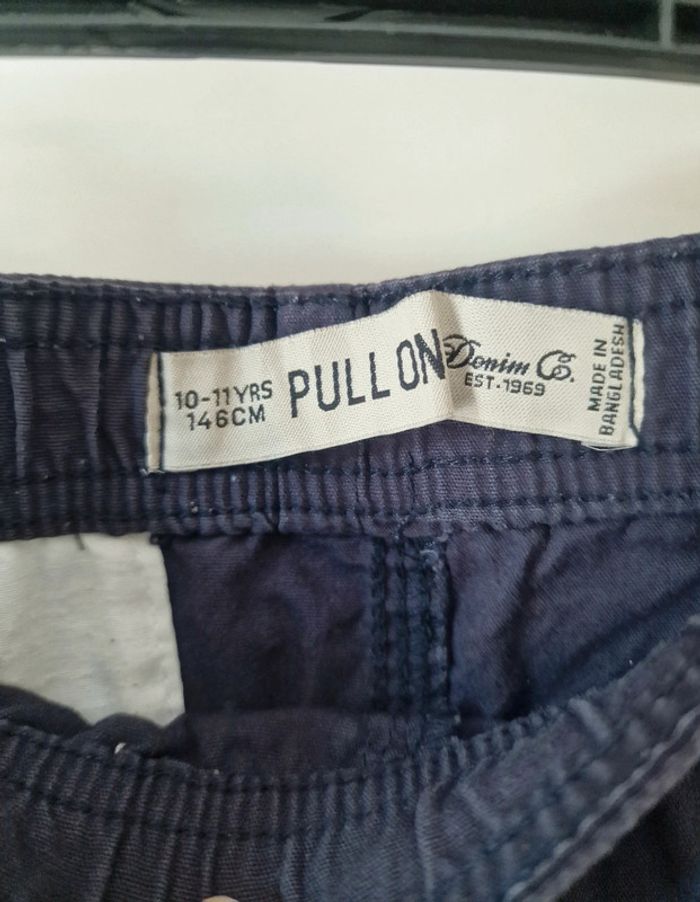 10-11YRS
146CM
PULL ON
Denim Co.
EST·1969
MADE IN
BANGLADESH